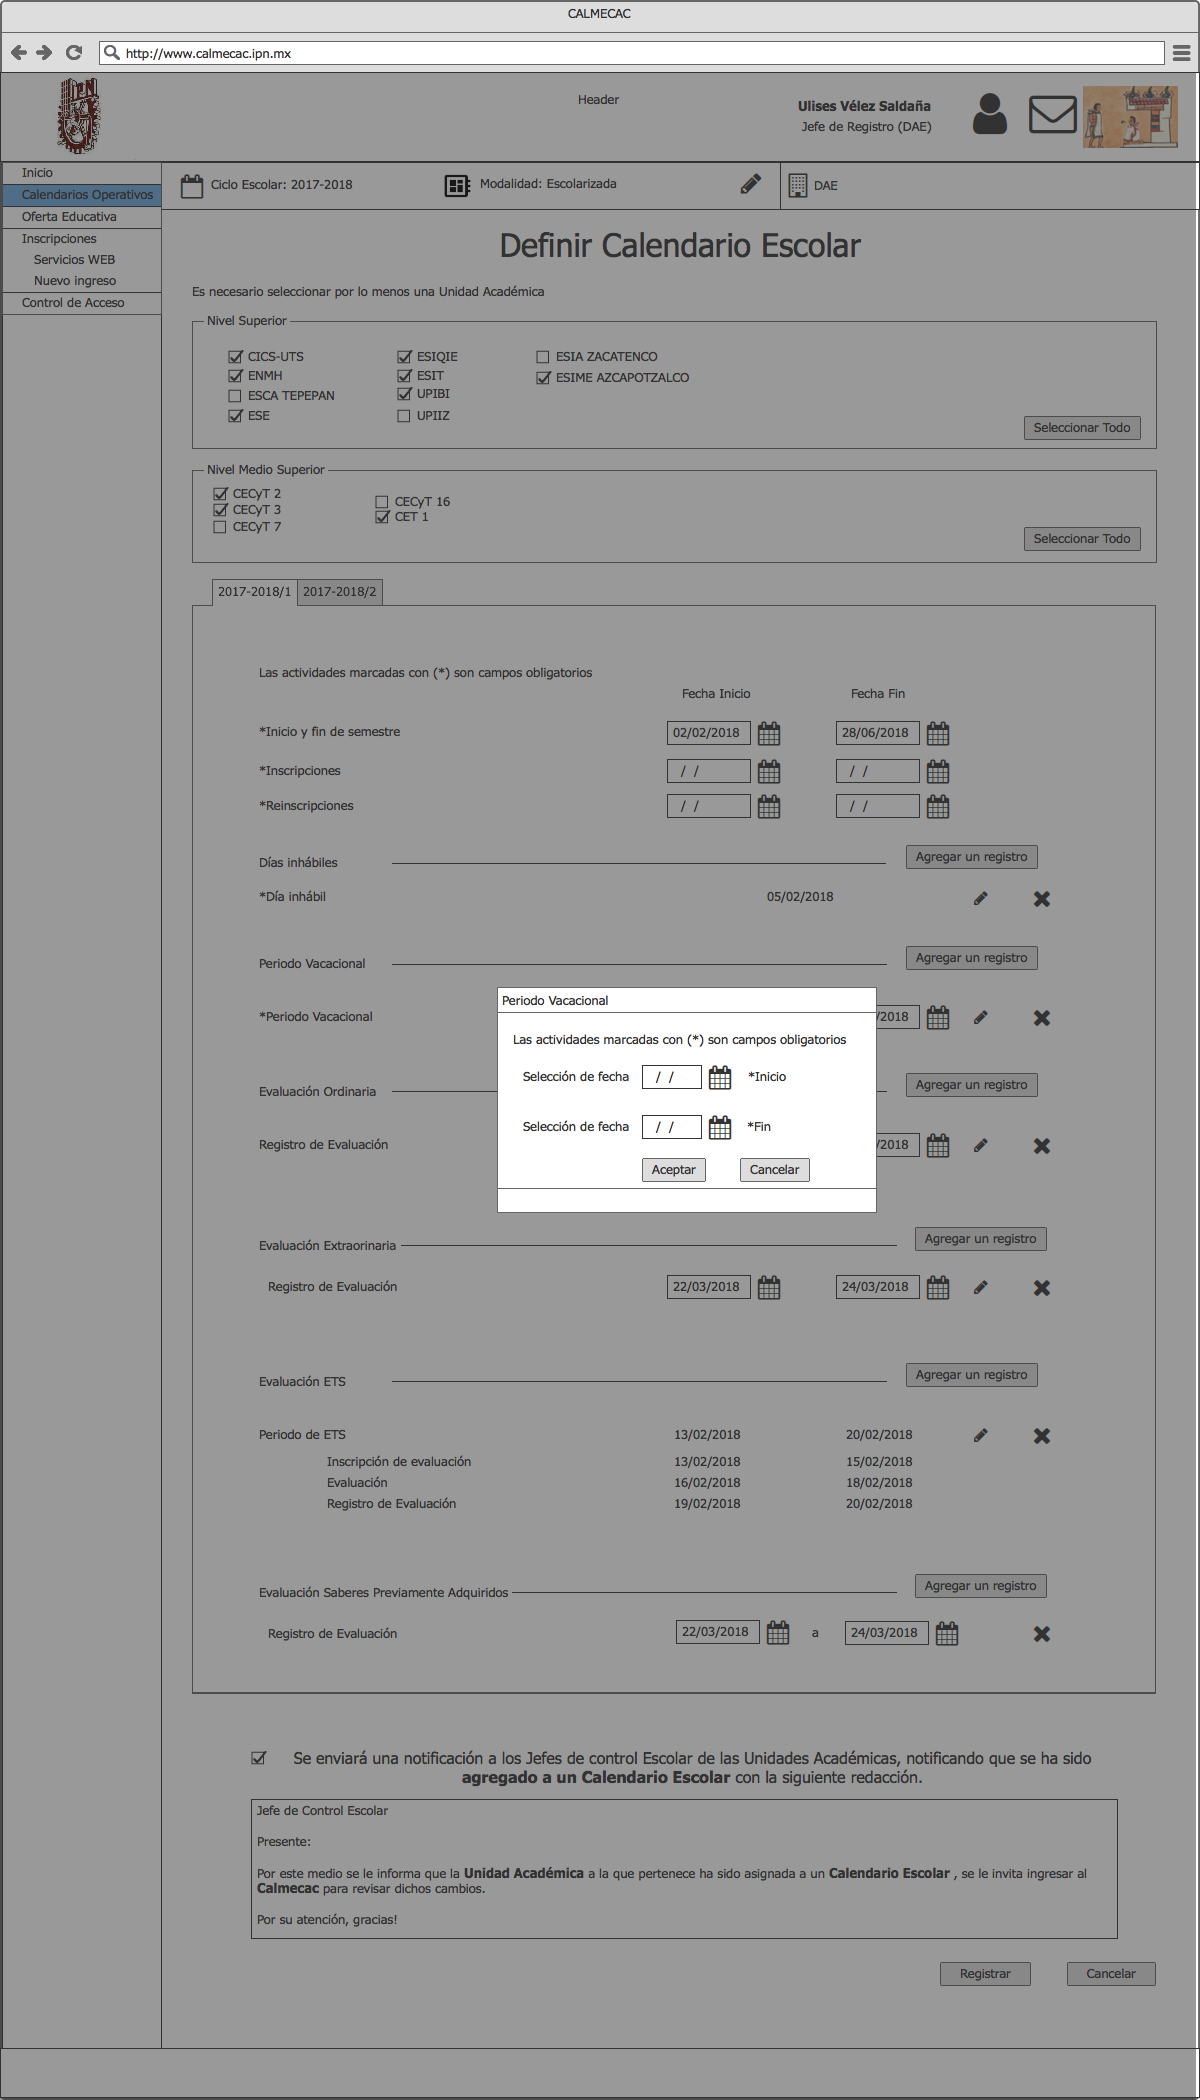 CALMECAC
http://www.calmecac.ipn.mx
IPN
Header
Ulises Vélez Saldaña
Jefe de Registro (DAE)
Inicio
Calendarios Operativos
Oferta Educativa
Inscripciones
Servicios WEB
Nuevo ingreso
Control de Acceso
Ciclo Escolar: 2017-2018
Modalidad: Escolarizada
DAE
Definir Calendario Escolar
Es necesario seleccionar por lo menos una Unidad Académica
Nivel Superior
CICS-UTS ESIQIE ESIA ZACATENCO
ENMH ESIT ESIME AZCAPOTZALCO
ESCA TEPEPAN UPIBI
ESE UPIIZ
Seleccionar Todo
Nivel Medio Superior
CECyT 2
CECyT 3 CECyT 16
CECyT 7 CET 1
Seleccionar Todo
2017-2018/1 2017-2018/2
Las actividades marcadas con (*) son campos obligatorios
Fecha Inicio Fecha Fin
*Inicio y fin de semestre 02/02/2018 28/06/2018
*Inscripciones / / / /
*Reinscripciones / / / /
Días inhábiles Agregar un registro
*Día inhábil 05/02/2018
Periodo Vacacional Agregar un registro
*Periodo Vacacional /2018
Periodo Vacacional
Las actividades marcadas con (*) son campos obligatorios
Selección de fecha / / *Inicio
Selección de fecha / / *Fin
Aceptar Cancelar
Evaluación Ordinaria Agregar un registro
Registro de Evaluación /2018
Evaluación Extraorinaria Agregar un registro
Registro de Evaluación 22/03/2018 24/03/2018
Evaluación ETS Agregar un registro
Periodo de ETS 13/02/2018 20/02/2018
Inscripción de evaluación 13/02/2018 15/02/2018
Evaluación 16/02/2018 18/02/2018
Registro de Evaluación 19/02/2018 20/02/2018
Evaluación Saberes Previamente Adquiridos Agregar un registro
Registro de Evaluación 22/03/2018 a 24/03/2018
Se enviará una notificación a los Jefes de control Escolar de las Unidades Académicas, notificando que se ha sido
agregado a un Calendario Escolar con la siguiente redacción.
Jefe de Control Escolar
Presente:
Por este medio se le informa que la Unidad Académica a la que pertenece ha sido asignada a un Calendario Escolar , se le invita ingresar al
Calmecac para revisar dichos cambios.
Por su atención, gracias!
Registrar Cancelar